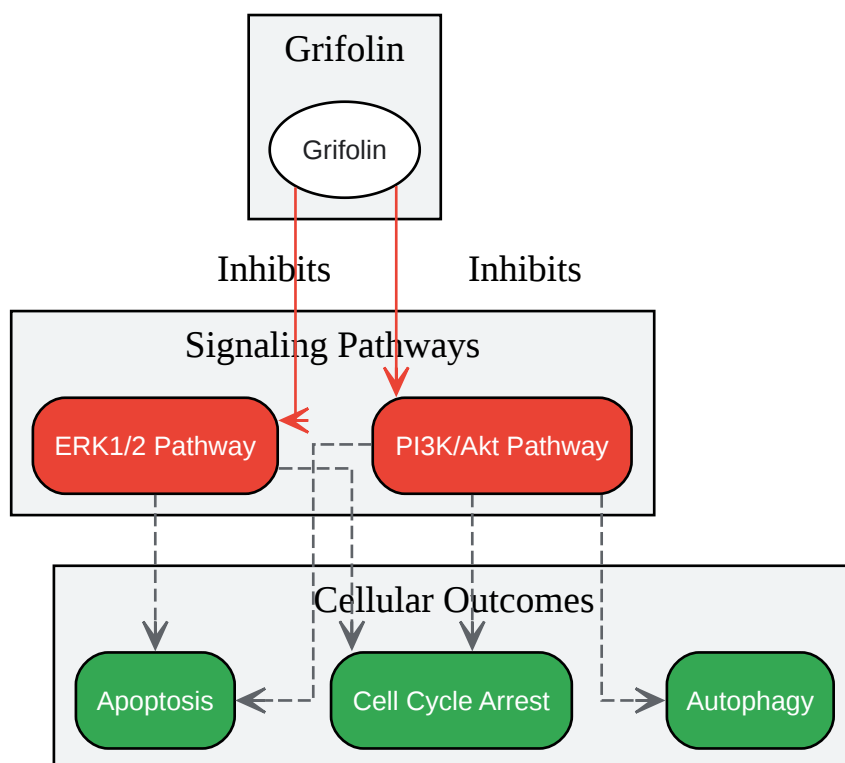 Grifolin
Grifolin
Inhibits
Inhibits
Signaling Pathways
ERK1/2 Pathway
PI3K/Akt Pathway
Cellular Outcomes
Apoptosis
Cell Cycle Arrest
Autophagy